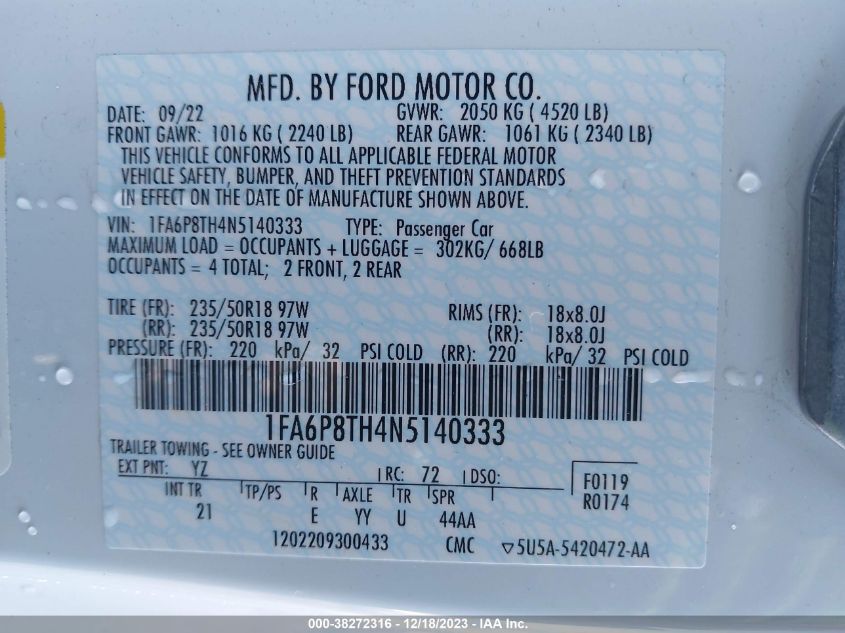 MFD. BY FORD MOTOR CO.
DATE: 09/22 GVWR: 2050 KG ( 4520 LB)
FRONT GAWR: 1016 KG ( 2240 LB) REAR GAWR: 1061 KG ( 2340 LB)
THIS VEHICLE CONFORMS TO ALL APPLICABLE FEDERAL MOTOR
VEHICLE SAFETY, BUMPER, AND THEFT PREVENTION STANDARDS
IN EFFECT ON THE DATE OF MANUFACTURE SHOWN ABOVE.
VIN: 1FA6P8TH4N5140333 TYPE: Passenger Car
MAXIMUM LOAD = OCCUPANTS + LUGGAGE = 302KG/ 668LB
OCCUPANTS = 4 TOTAL; 2 FRONT, 2 REAR
TIRE (FR): 235/50R18 97W RIMS (FR): 18x8.0J
(RR): 235/50R18 97W (RR): 18x8.0J
PRESSURE (FR): 220 kPa/ 32 PSI COLD (RR): 220 kPa/ 32 PSI COLD
1FA6P8TH4N5140333
TRAILER TOWING - SEE OWNER GUIDE
EXT PNT: YZ RC: 72 DSO: F0119
INT TR TP/PS R AXLE TR SPR R0174
21 E YY U 44AA
1202209300433 CMC ▽5U5A-5420472-AA
000-38272316 - 12/18/2023 - IAA Inc.